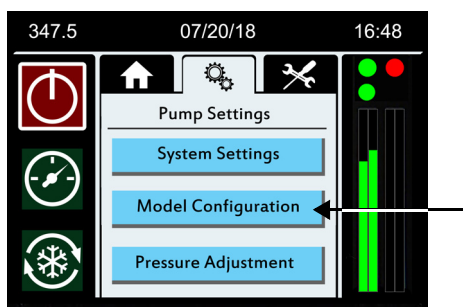 347.5 07/20/18 16:48
Pump Settings
System Settings
Model Configuration
Pressure Adjustment